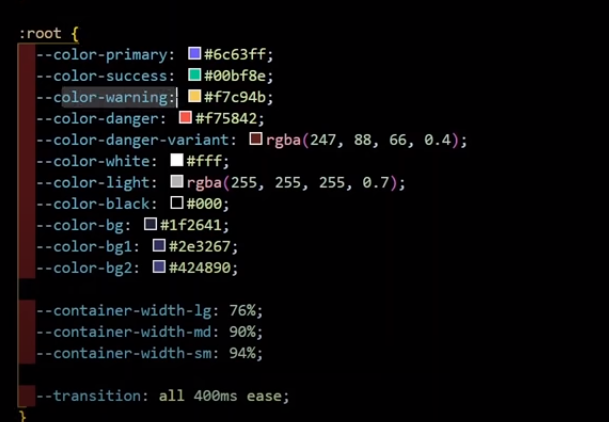 :root {
--color-primary: #6c63ff;
--color-success: #00bf8e;
--color-warning: #f7c94b;
--color-danger: #f75842;
--color-danger-variant: rgba(247, 88, 66, 0.4);
--color-white: #fff;
--color-light: rgba(255, 255, 255, 0.7);
--color-black: #000;
--color-bg: #1f2641;
--color-bg1: #2e3267;
--color-bg2: #424890;
--container-width-lg: 76%;
--container-width-md: 90%;
--container-width-sm: 94%;
--transition: all 400ms ease;
}